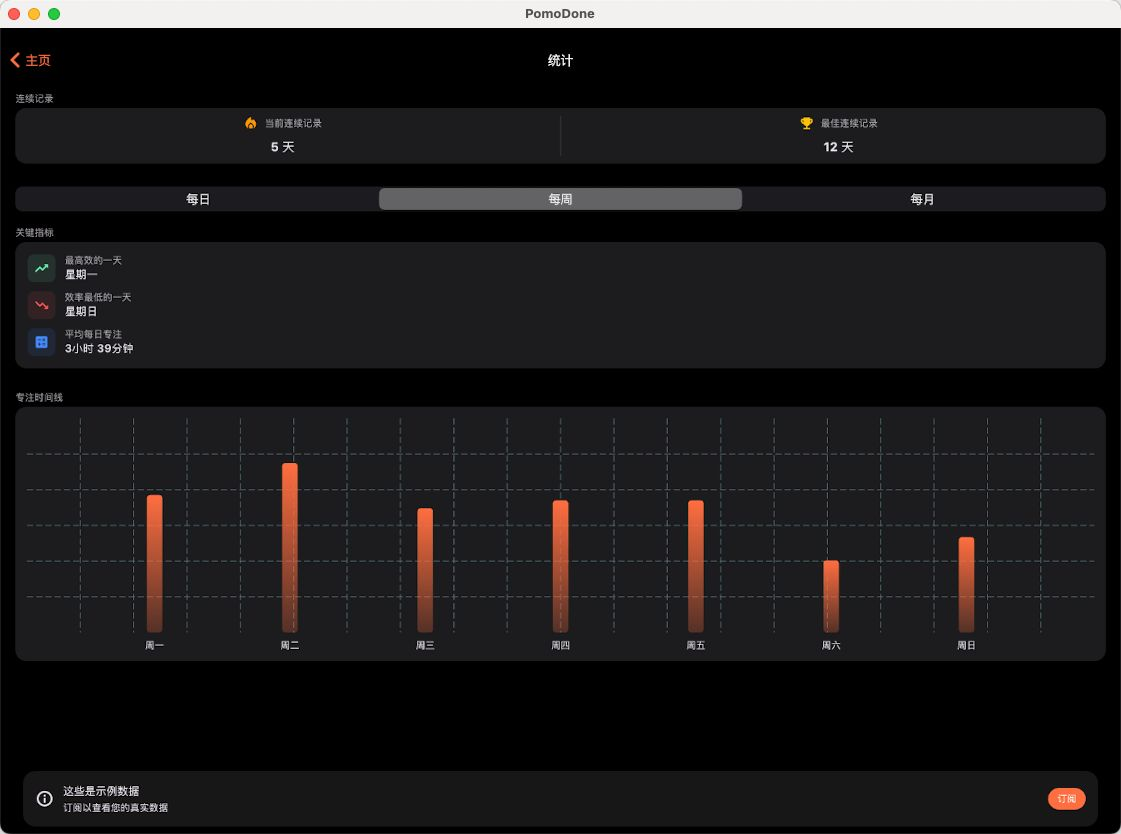 PomoDone
主页
统计
连续记录
当前连续记录
5 天
最佳连续记录
12 天
每日
每周
每月
关键指标
最高效的一天
星期一
效率最低的一天
星期日
平均每日专注
3小时 39分钟
专注时间线
周一
周二
周三
周四
周五
周六
周日
这些是示例数据
订阅以查看您的真实数据
订阅